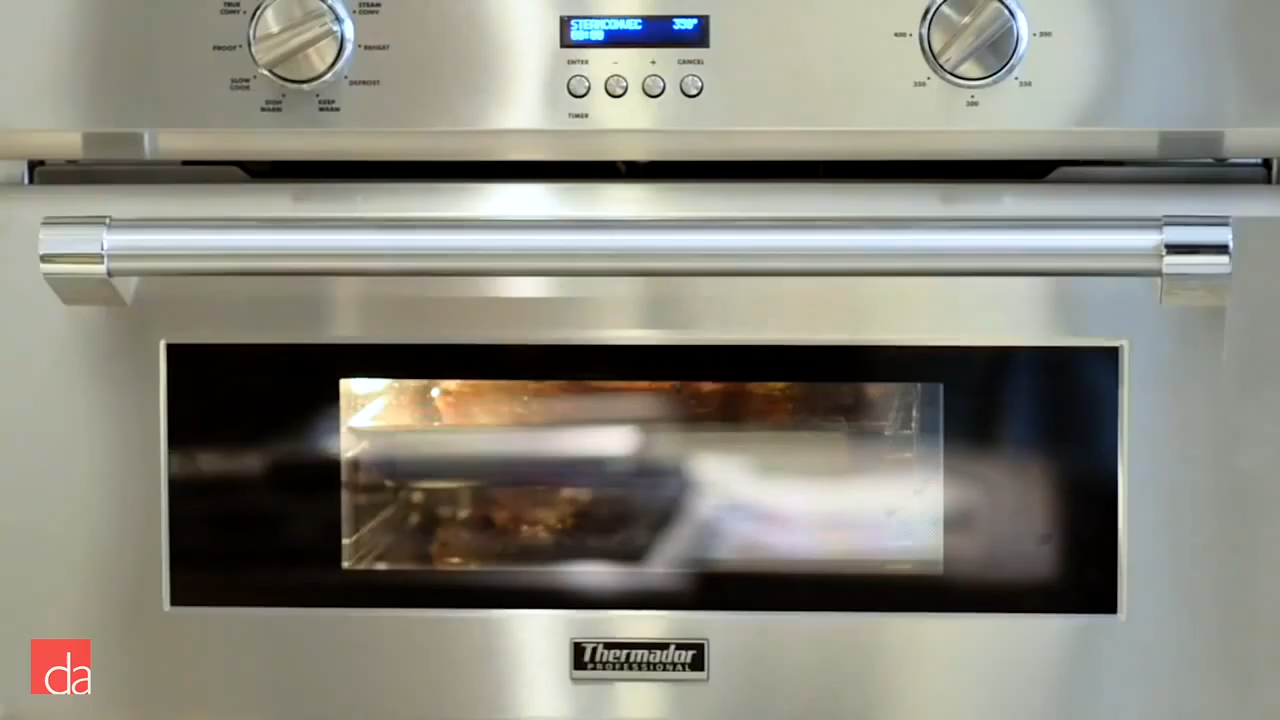 TRUE
CONV
STEAM
CONV
PROOF
REHEAT
SLOW
COOK
DEFROST
DISH
WARM
KEEP
WARM
STEAMCONVEC 350°
00:00
ENTER - + CANCEL
TIMER
400
200
350
250
300
Thermador
PROFESSIONAL
da